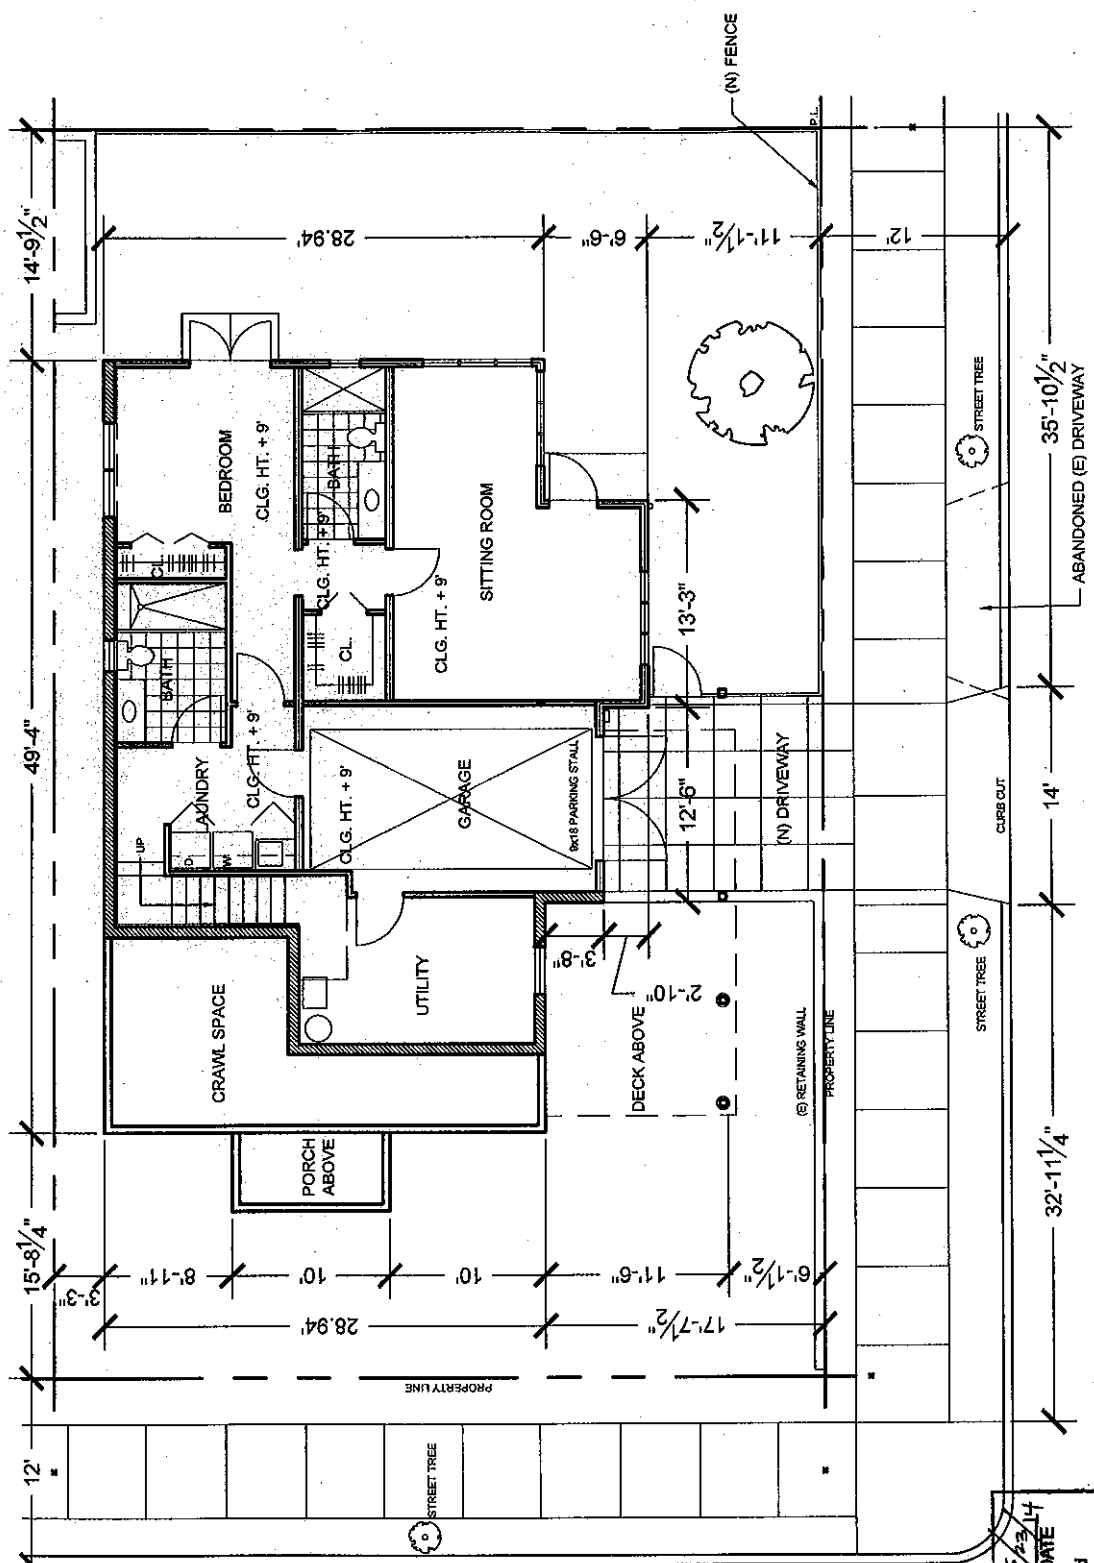 12'
15'-8 1/4"
49'-4"
14'-9 1/2"
3'-3"
8'-11"
10'
10'
11'-6"
6'-1 1/2"
28.94'
17'-7 1/2"
PROPERTY LINE
STREET TREE
PORCH
ABOVE
CRAWL SPACE
UTILITY
UP
D
W
LAUNDRY
CLG. HT. + 9'
BATH
CL.
BEDROOM
CLG. HT. + 9'
BATH
CLG. HT. + 9'
CL.
SITTING ROOM
CLG. HT. + 9'
GARAGE
CLG. HT. + 9'
9x18 PARKING STALL
3'-8"
2'-10"
DECK ABOVE
(E) RETAINING WALL
PROPERTY LINE
12'-6"
13'-3"
(N) DRIVEWAY
28.94'
6'-6"
11'-1 1/2"
12'
P.L.
(N) FENCE
STREET TREE
CURB CUT
STREET TREE
ABANDONED (E) DRIVEWAY
32'-11 1/4"
14'
35'-10 1/2"
23 14
DATE